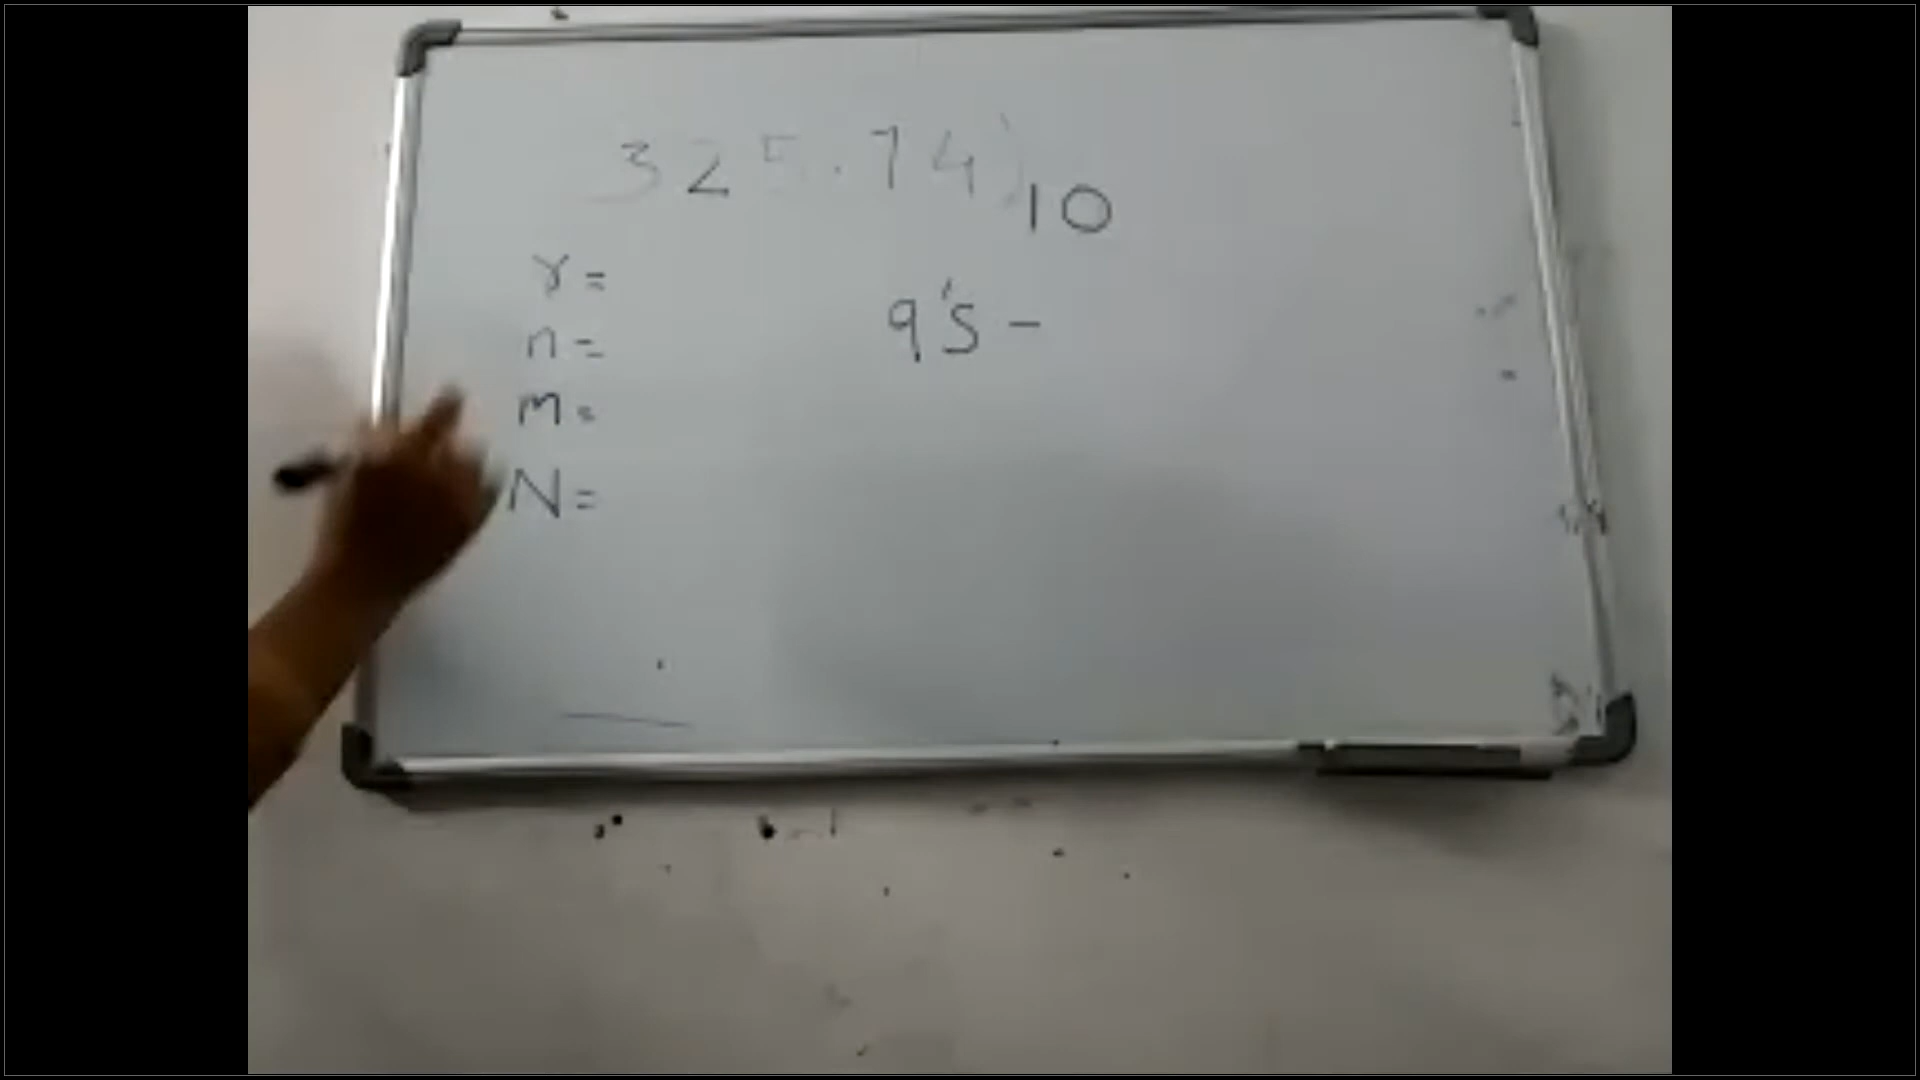 325.74)10
r =
9's -
n =
m =
N =